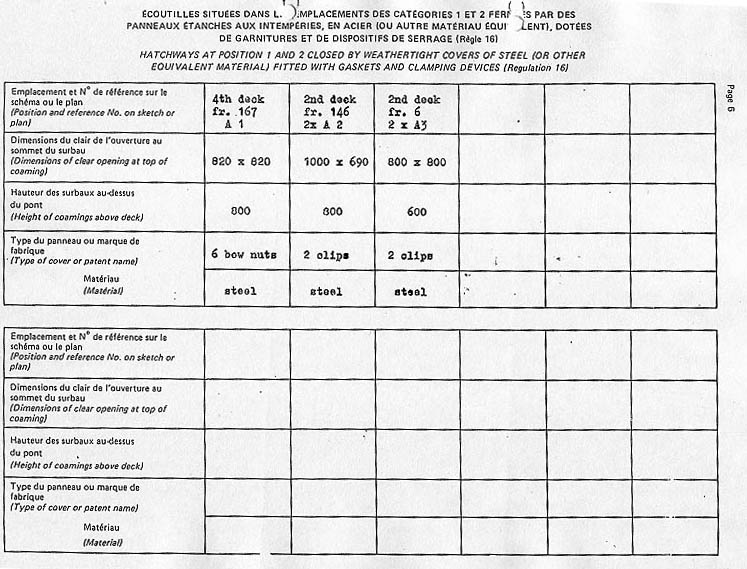 ÉCOUTILLES SITUÉES DANS L. EMPLACEMENTS DES CATÉGORIES 1 ET 2 FERMÉES PAR DES
PANNEAUX ÉTANCHES AUX INTEMPÉRIES, EN ACIER (OU AUTRE MATÉRIAU ÉQUI LENT), DOTÉES
DE GARNITURES ET DE DISPOSITIFS DE SERRAGE (Règle 16)
HATCHWAYS AT POSITION 1 AND 2 CLOSED BY WEATHERTIGHT COVERS OF STEEL (OR OTHER
EQUIVALENT MATERIAL) FITTED WITH GASKETS AND CLAMPING DEVICES (Regulation 16)
Page 6
Emplacement et N° de référence sur le
schéma ou le plan
(Position and reference No. on sketch or
plan)
4th deck
fr. 167
A 1
2nd deck
fr. 146
2x A 2
2nd deck
fr. 6
2 x A3
Dimensions du clair de l'ouverture au
sommet du surbau
(Dimensions of clear opening at top of
coaming)
820 x 820
1000 x 690
800 x 800
Hauteur des surbaux au-dessus
du pont
(Height of coamings above deck)
800
800
600
Type du panneau ou marque de
fabrique
(Type of cover or patent name)
6 bow nuts
2 clips
2 clips
Matériau
(Material)
steel
steel
steel
Emplacement et N° de référence sur le
schéma ou le plan
(Position and reference No. on sketch or
plan)
Dimensions du clair de l'ouverture au
sommet du surbau
(Dimensions of clear opening at top of
coaming)
Hauteur des surbaux au-dessus
du pont
(Height of coamings above deck)
Type du panneau ou marque de
fabrique
(Type of cover or patent name)
Matériau
(Material)